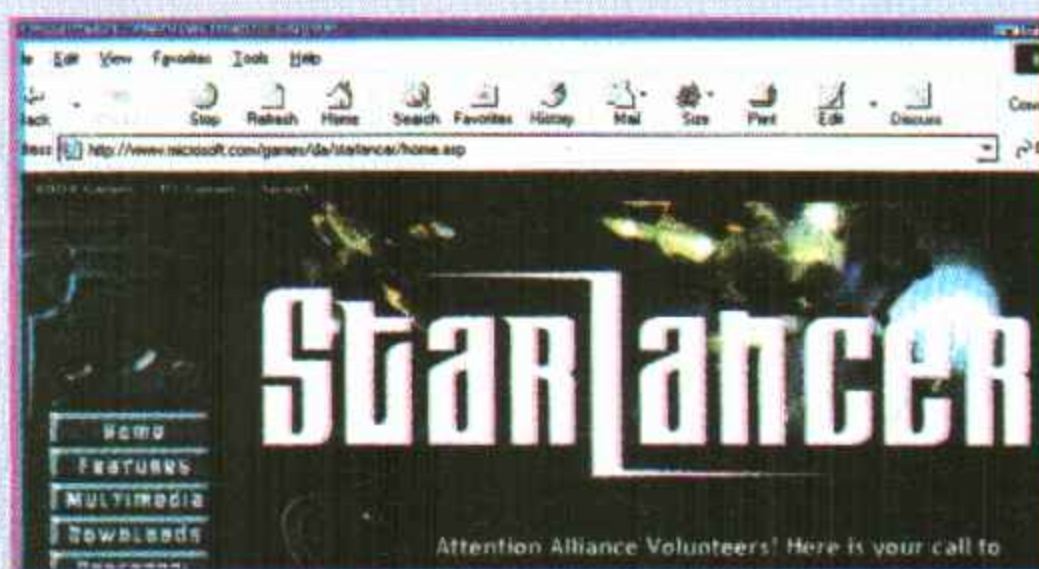 Edit View Favorites Tools Help
Stop Refresh Home Search Favorites History Mail Size Print Edit Discuss
http://www.microsoft.com/games/da/starlancer/home.asp
Search
StarLancer
Home
Features
Multimedia
Downloads
Attention Alliance Volunteers! Here is your call to